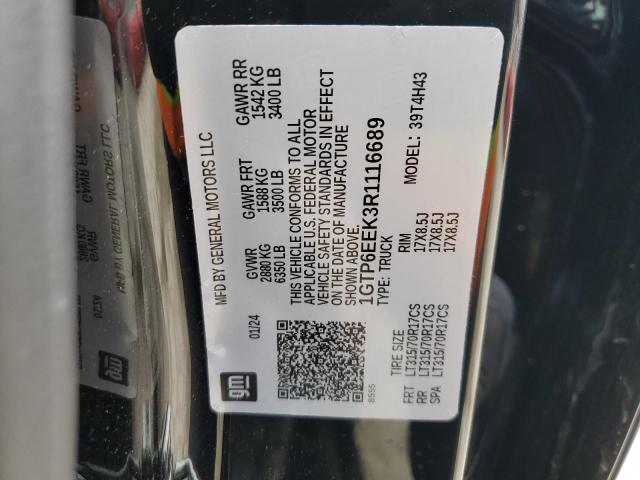 gm
MFD BY GENERAL MOTORS LLC
01/24
GVWR GAWR FRT GAWR RR
2880 KG 1588 KG 1542 KG
6350 LB 3500 LB 3400 LB
THIS VEHICLE CONFORMS TO ALL
APPLICABLE U.S. FEDERAL MOTOR
VEHICLE SAFETY STANDARDS IN EFFECT
ON THE DATE OF MANUFACTURE
SHOWN ABOVE.
1GTP6EEK3R1116689
TYPE: TRUCK MODEL: 39T4H43
8555
TIRE SIZE RIM
FRT LT315/70R17CS 17X8.5J
RR LT315/70R17CS 17X8.5J
SPA LT315/70R17CS 17X8.5J